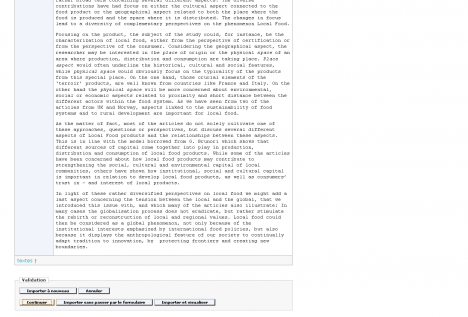 contributions have had focus on either the cultural aspect connected to the
food product or the geographical aspect related to both the place where the
food is produced and the space where it is distributed. The changes in focus
lead to a diversity of complementary perspectives on the phenomenon Local Food.
Focusing on the product, the subject of the study could, for instance, be the
characterisation of local food, either from the perspective of certification or
from the perspective of the consumer. Considering the geographical aspect, the
researcher may be interested in the place of origin or the physical space of an
area where production, distribution and consumption are taking place. Place
aspect would often underline the historical, cultural and social features,
while physical space would obviously focus on the typicality of the products
from this special place. On the one hand, those crucial elements of the
'terroir' products, are well known from countries like France and Italy. On the
other hand the physical space will be more concerned about environmental,
social or economic aspects related to proximity and short distance between the
different actors within the food system. As we have seen from two of the
articles from UK and Norway, aspects linked to the sustainability of food
systems and to rural development are important for local food.
As the matter of fact, most of the articles do not solely cultivate one of
these approaches, questions or perspectives, but discuss several different
aspects of Local Food products and the relationships between these aspects.
This is in line with the model borrowed from G. Brunori which shows that
different sources of capital come together into play in production,
distribution and consumption of local food products. While some of the articles
have been concerned about how local food products may contribute to
strengthening the social, cultural and environmental capital of local
communities, others have shown how institutional, social and cultural capital
is important in relation to develop local food products, as well as consumers'
trust in - and interest of local products.
In light of these rather diversified perspectives on local food we might add a
last aspect concerning the tension between the local and the global, that we
introduced this issue with, and which many of the articles also illustrate: In
many cases the globalisation process does not eradicate, but rather stimulate
the rebirth or reconstruction of local and regional values. Local food could
then be considered as a global phenomenon, not only because of the
institutional interests emphasised by international food policies, but also
because it displays the anthropological feature of our society to continually
adapt tradition to innovation, by protecting frontiers and creating new
boundaries.
textes ↑
Validation
Importer à nouveau Annuler
Continuer Importer sans passer par le formulaire Importer et visualiser